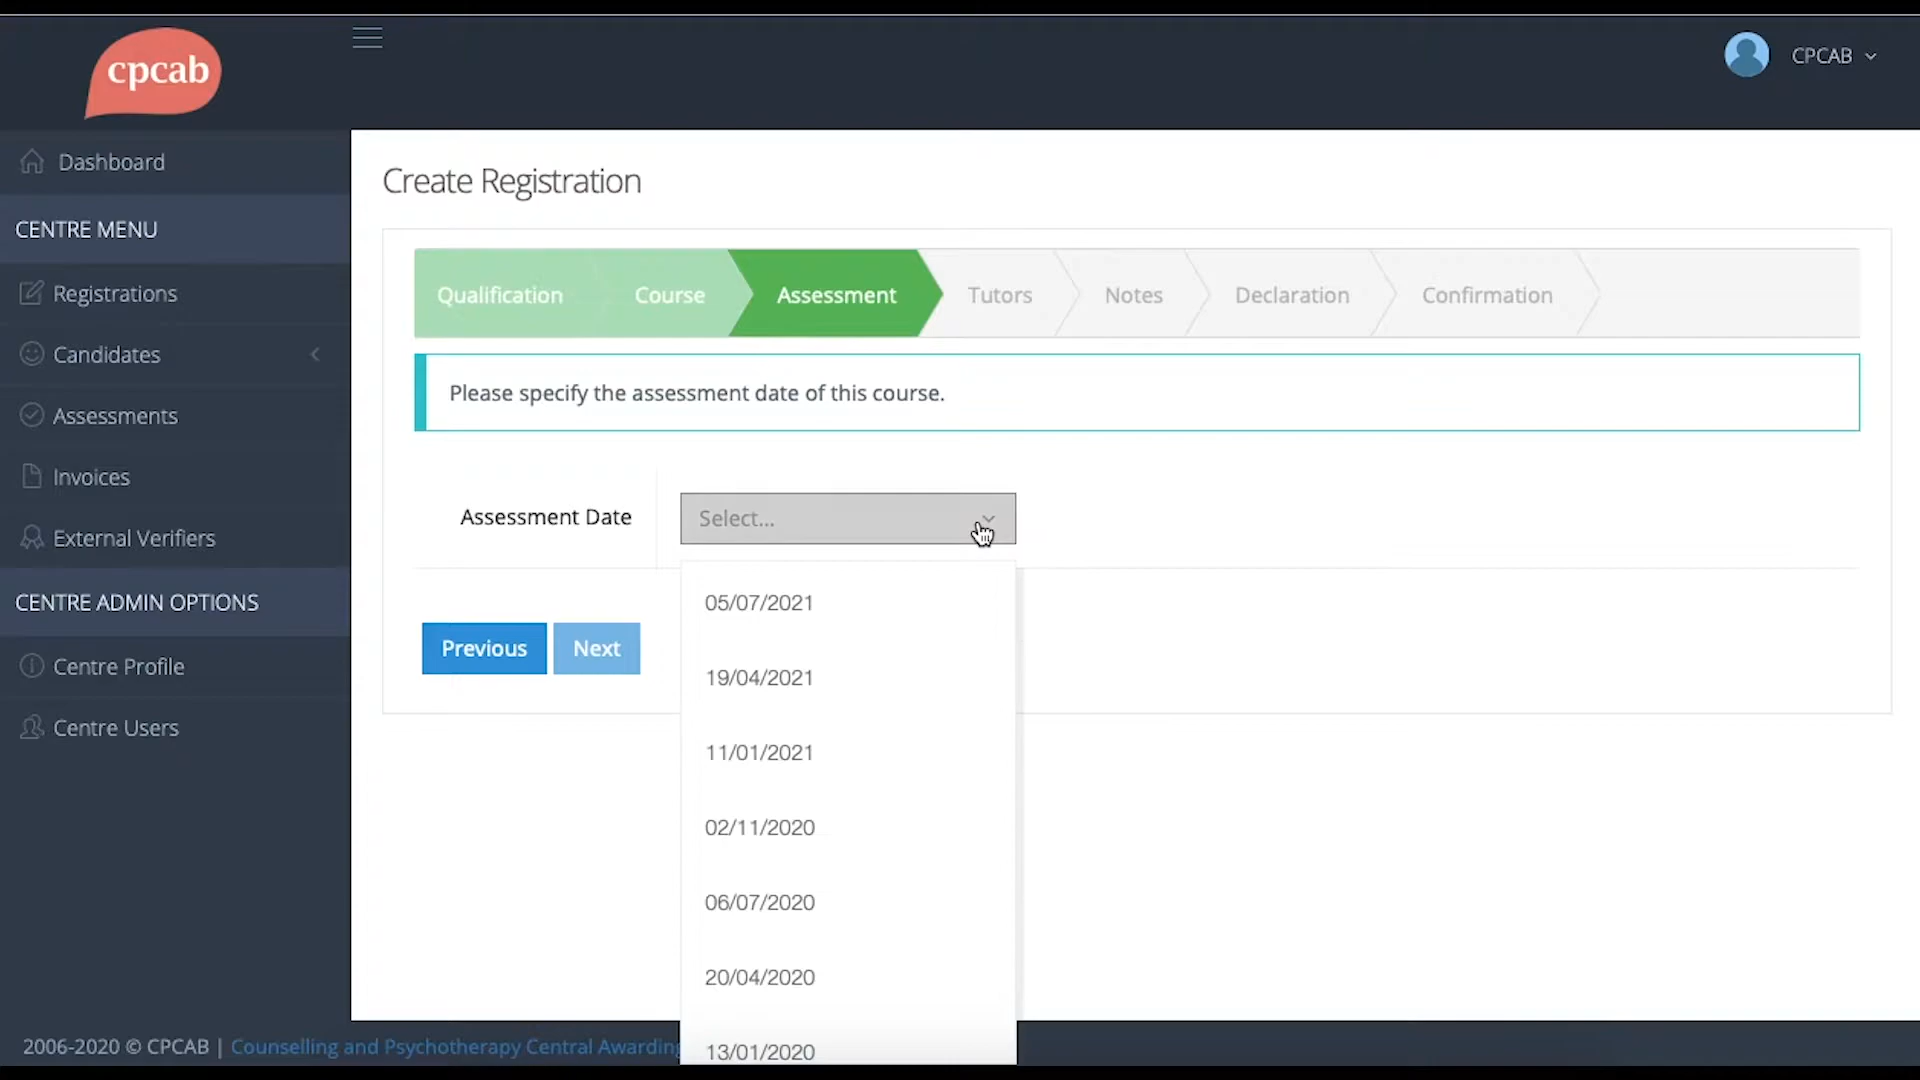 cpcab
CPCAB
Dashboard
CENTRE MENU
Registrations
Candidates
Assessments
Invoices
External Verifiers
CENTRE ADMIN OPTIONS
Centre Profile
Centre Users
Create Registration
Qualification Course Assessment Tutors Notes Declaration Confirmation
Please specify the assessment date of this course.
Assessment Date Select...
05/07/2021
19/04/2021
11/01/2021
02/11/2020
06/07/2020
20/04/2020
13/01/2020
Previous Next
2006-2020 © CPCAB | Counselling and Psychotherapy Central Awarding